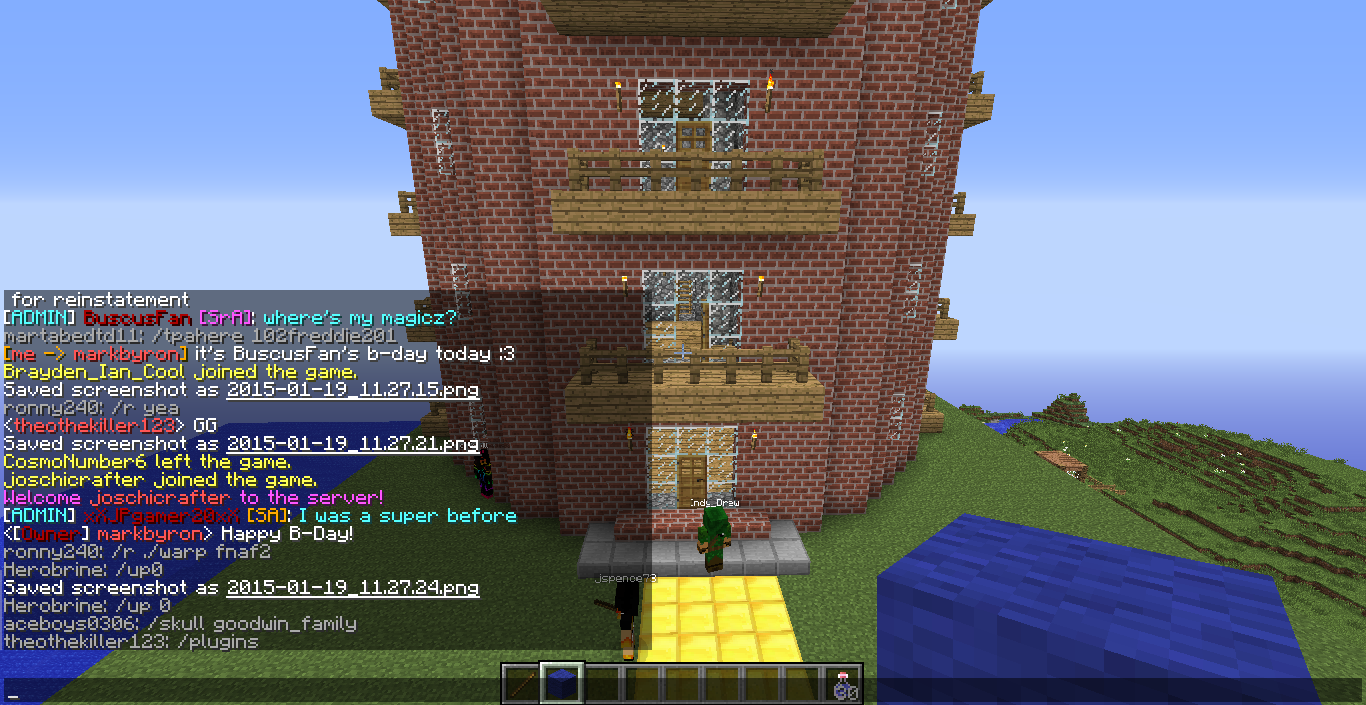 for reinstatement
[ADMIN] BuscusFan [SrA]: where's my magicz?
martabedtd11: /tpahere 102freddie201
[me -> markbyron] it's BuscusFan's b-day today :3
Brayden_Ian_Cool joined the game.
Saved screenshot as 2015-01-19_11.27.15.png
ronny240: /r yea
<theothekiller123> GG
Saved screenshot as 2015-01-19_11.27.21.png
CosmoNumber6 left the game.
joschicrafter joined the game.
Welcome joschicrafter to the server!
[ADMIN] xXJPgamer20xX [SA]: I was a super before
<[Owner] markbyron> Happy B-Day!
ronny240: /r ./warp fnaf2
Herobrine: /up0
Saved screenshot as 2015-01-19_11.27.24.png
Herobrine: /up 0
aceboys0306: /skull goodwin_family
theothekiller123: /plugins
Indy_Drew
jspence73
_